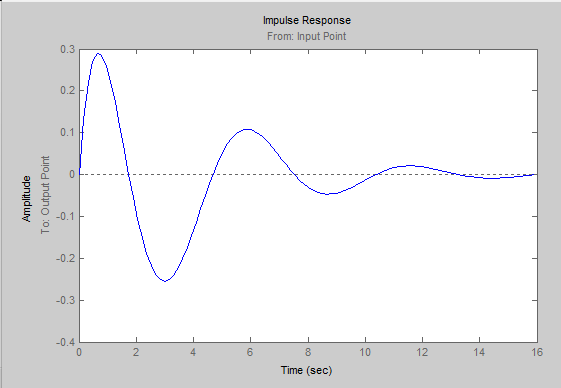 Impulse Response
From: Input Point
0.3
0.2
0.1
0
-0.1
-0.2
-0.3
-0.4
Amplitude
To: Output Point
0 2 4 6 8 10 12 14 16
Time (sec)